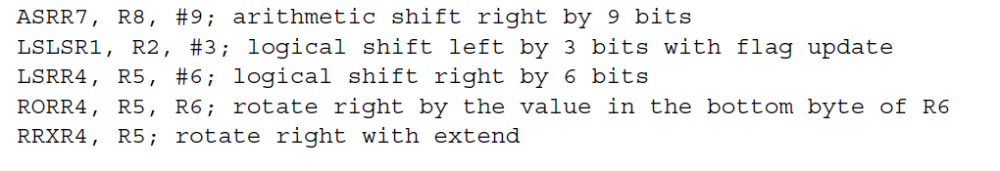 ASRR7, R8, #9; arithmetic shift right by 9 bits
LSLSR1, R2, #3; logical shift left by 3 bits with flag update
LSRR4, R5, #6; logical shift right by 6 bits
RORR4, R5, R6; rotate right by the value in the bottom byte of R6
RRXR4, R5; rotate right with extend